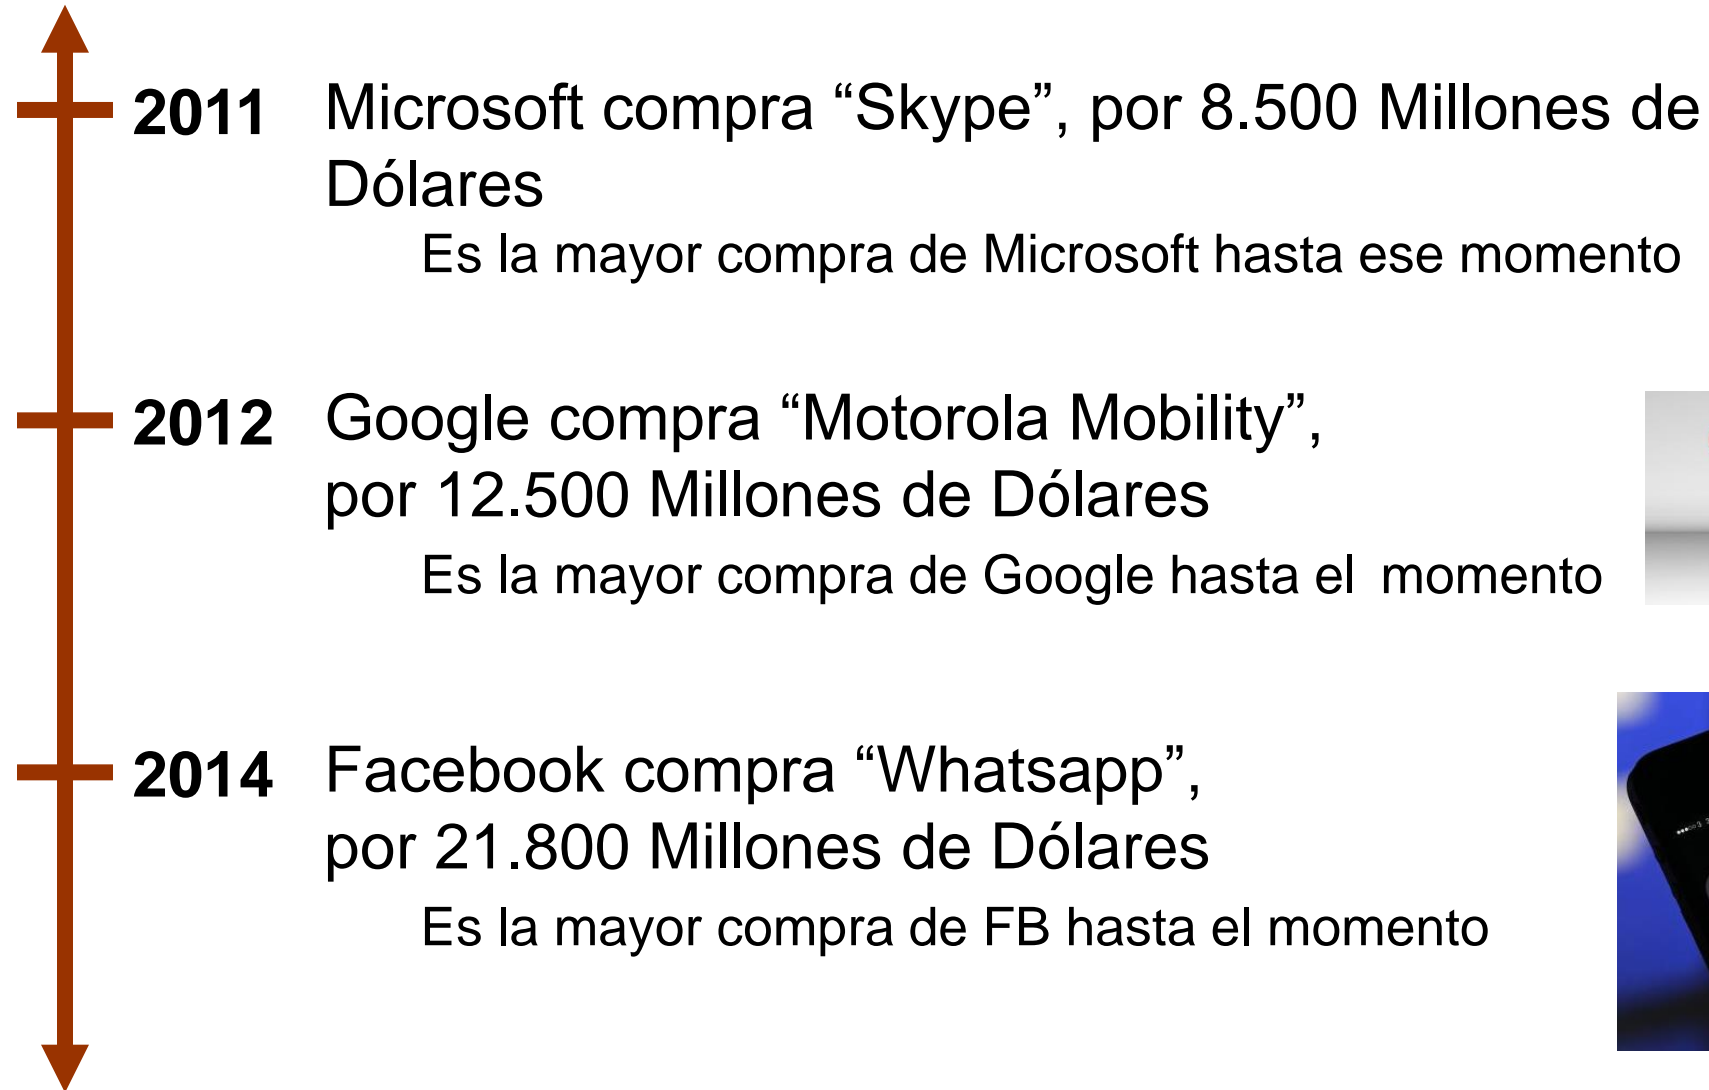 2011 Microsoft compra “Skype”, por 8.500 Millones de
Dólares
Es la mayor compra de Microsoft hasta ese momento
2012 Google compra “Motorola Mobility”,
por 12.500 Millones de Dólares
Es la mayor compra de Google hasta el momento
2014 Facebook compra “Whatsapp”,
por 21.800 Millones de Dólares
Es la mayor compra de FB hasta el momento